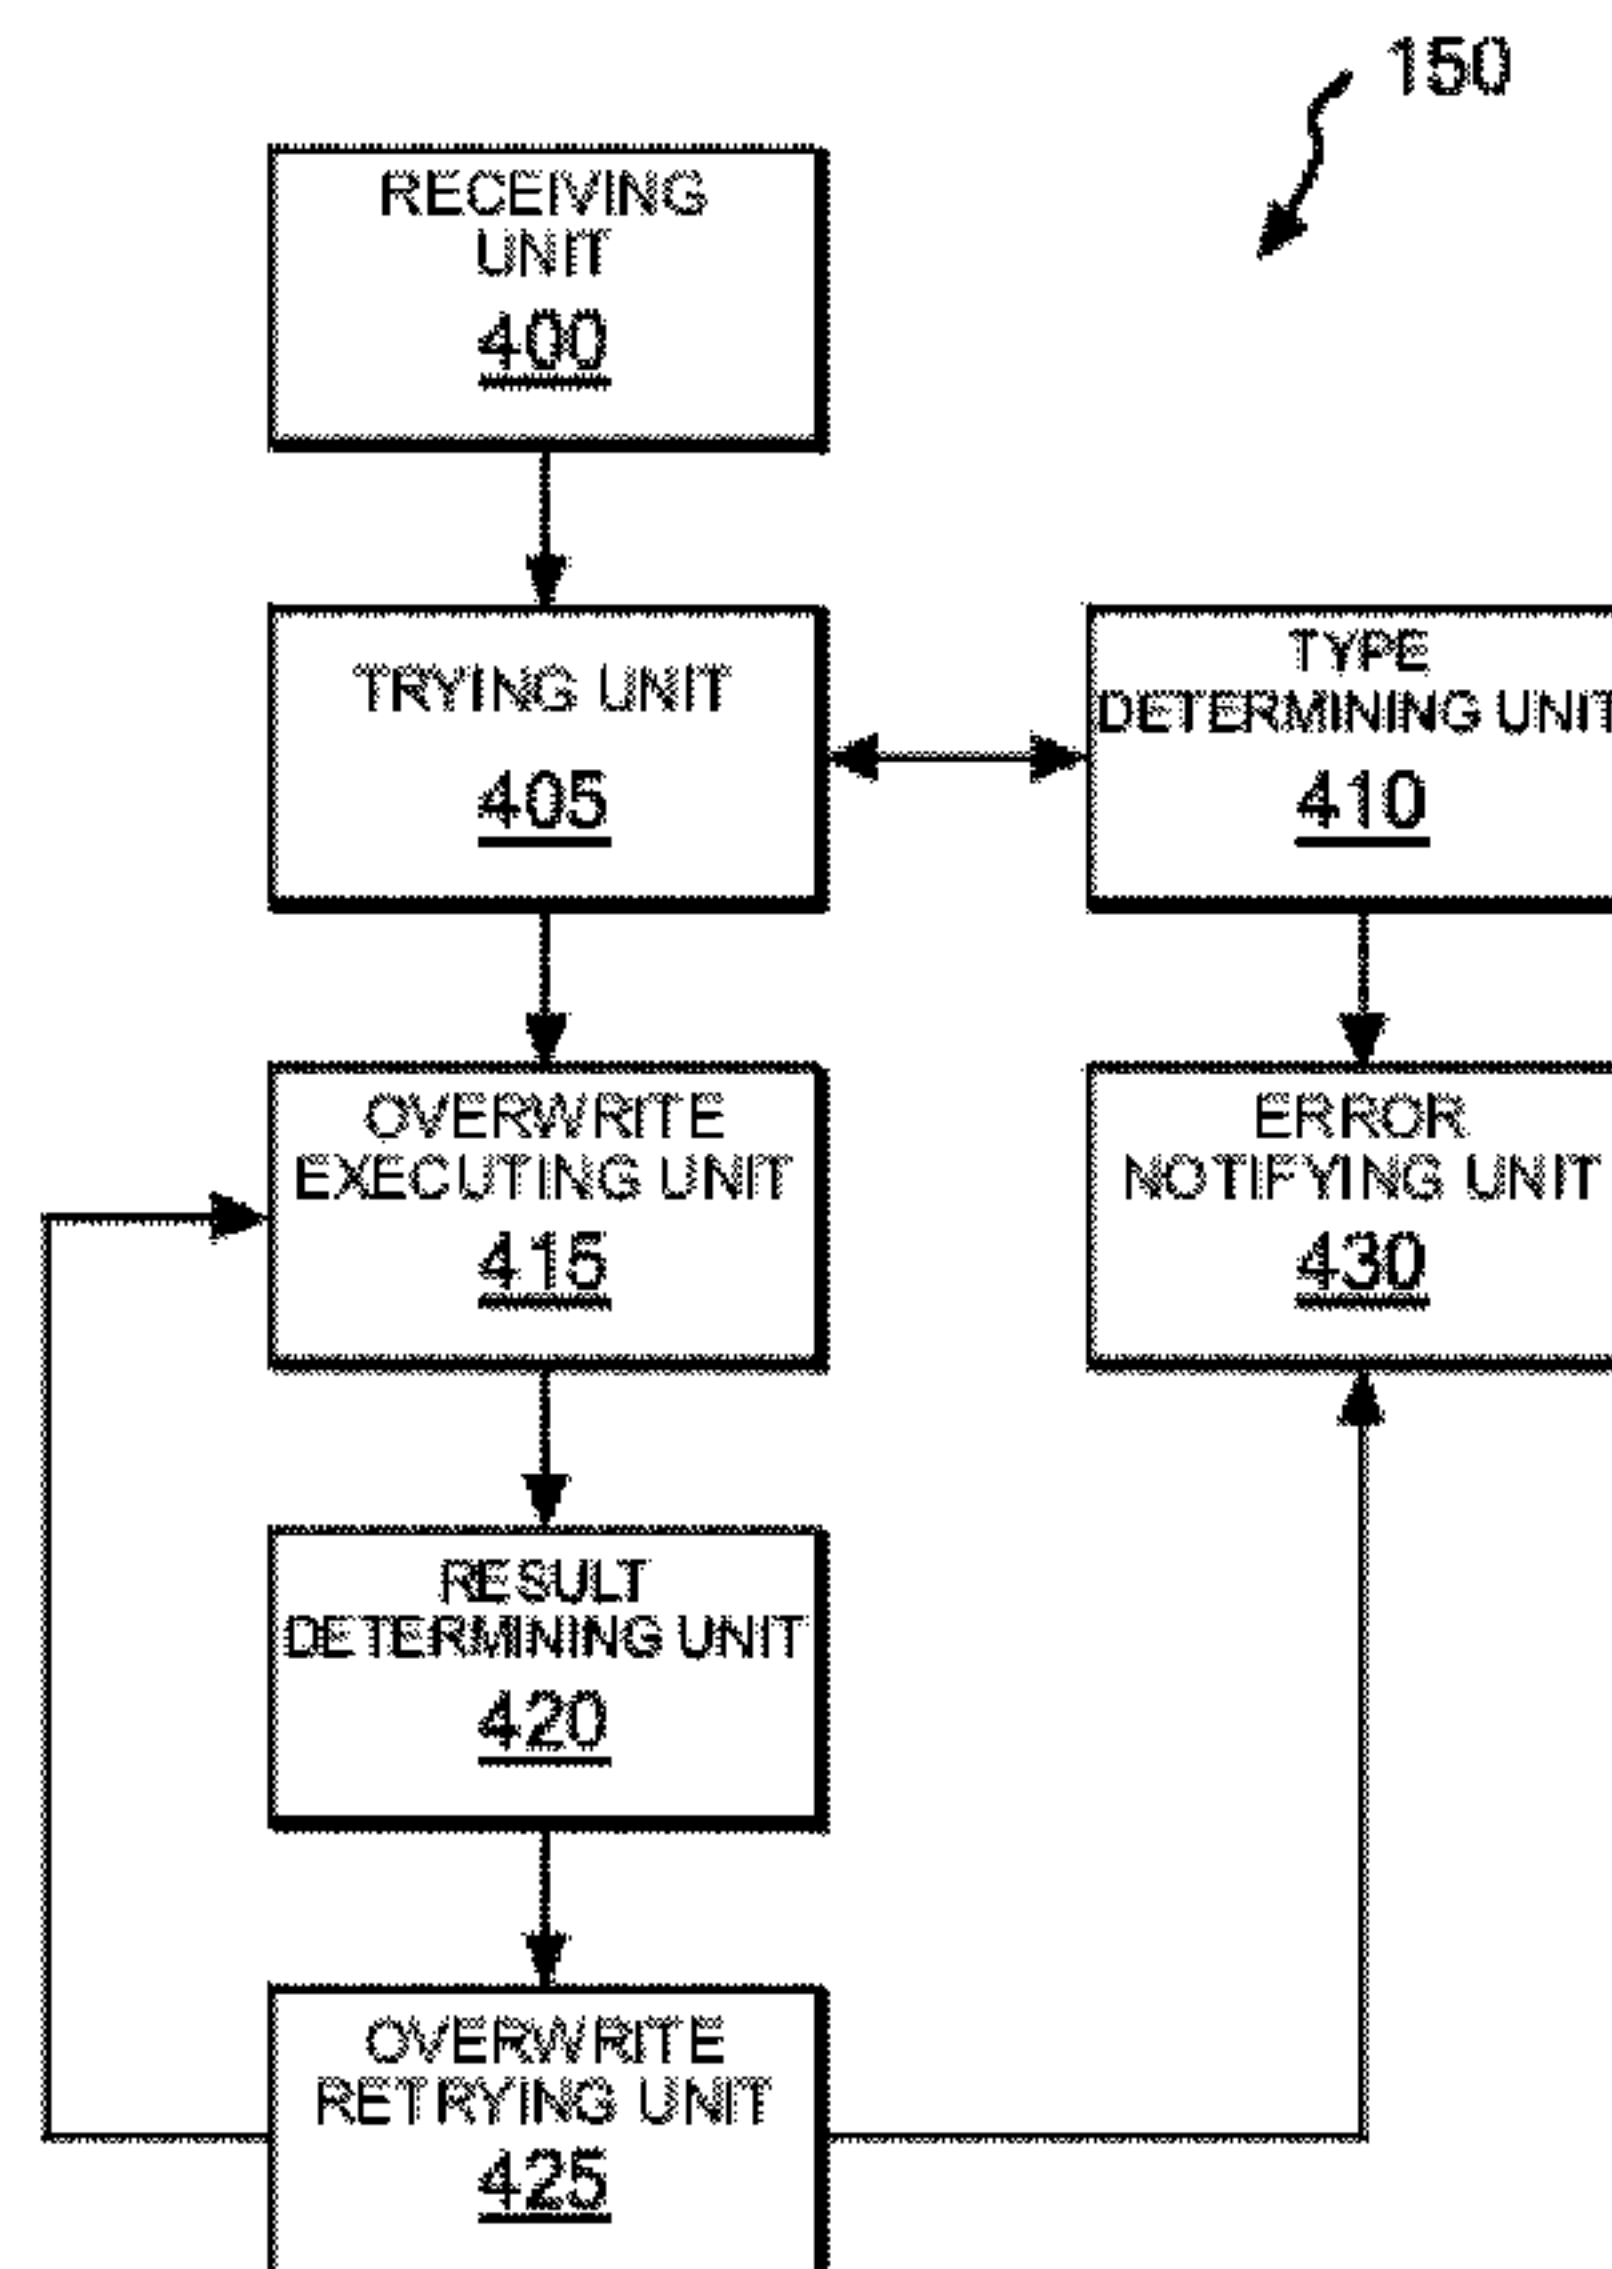 150
RECEIVING
UNIT
400
TRYING UNIT
405
TYPE
DETERMINING UNIT
410
OVERWRITE
EXECUTING UNIT
415
ERROR
NOTIFYING UNIT
430
RESULT
DETERMINING UNIT
420
OVERWRITE
RETRYING UNIT
425